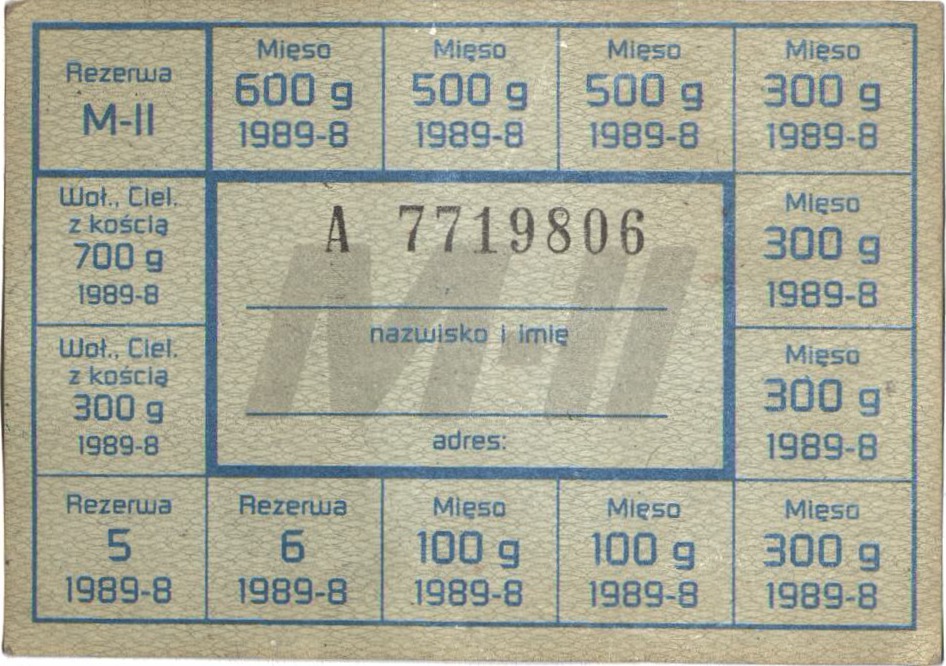 Rezerwa
M-II
Mięso
600 g
1989-8
Mięso
500 g
1989-8
Mięso
500 g
1989-8
Mięso
300 g
1989-8
Woł., Ciel.
z kością
700 g
1989-8
A 7719806
M-II
nazwisko i imię
adres:
Mięso
300 g
1989-8
Woł., Ciel.
z kością
300 g
1989-8
Mięso
300 g
1989-8
Rezerwa
5
1989-8
Rezerwa
6
1989-8
Mięso
100 g
1989-8
Mięso
100 g
1989-8
Mięso
300 g
1989-8